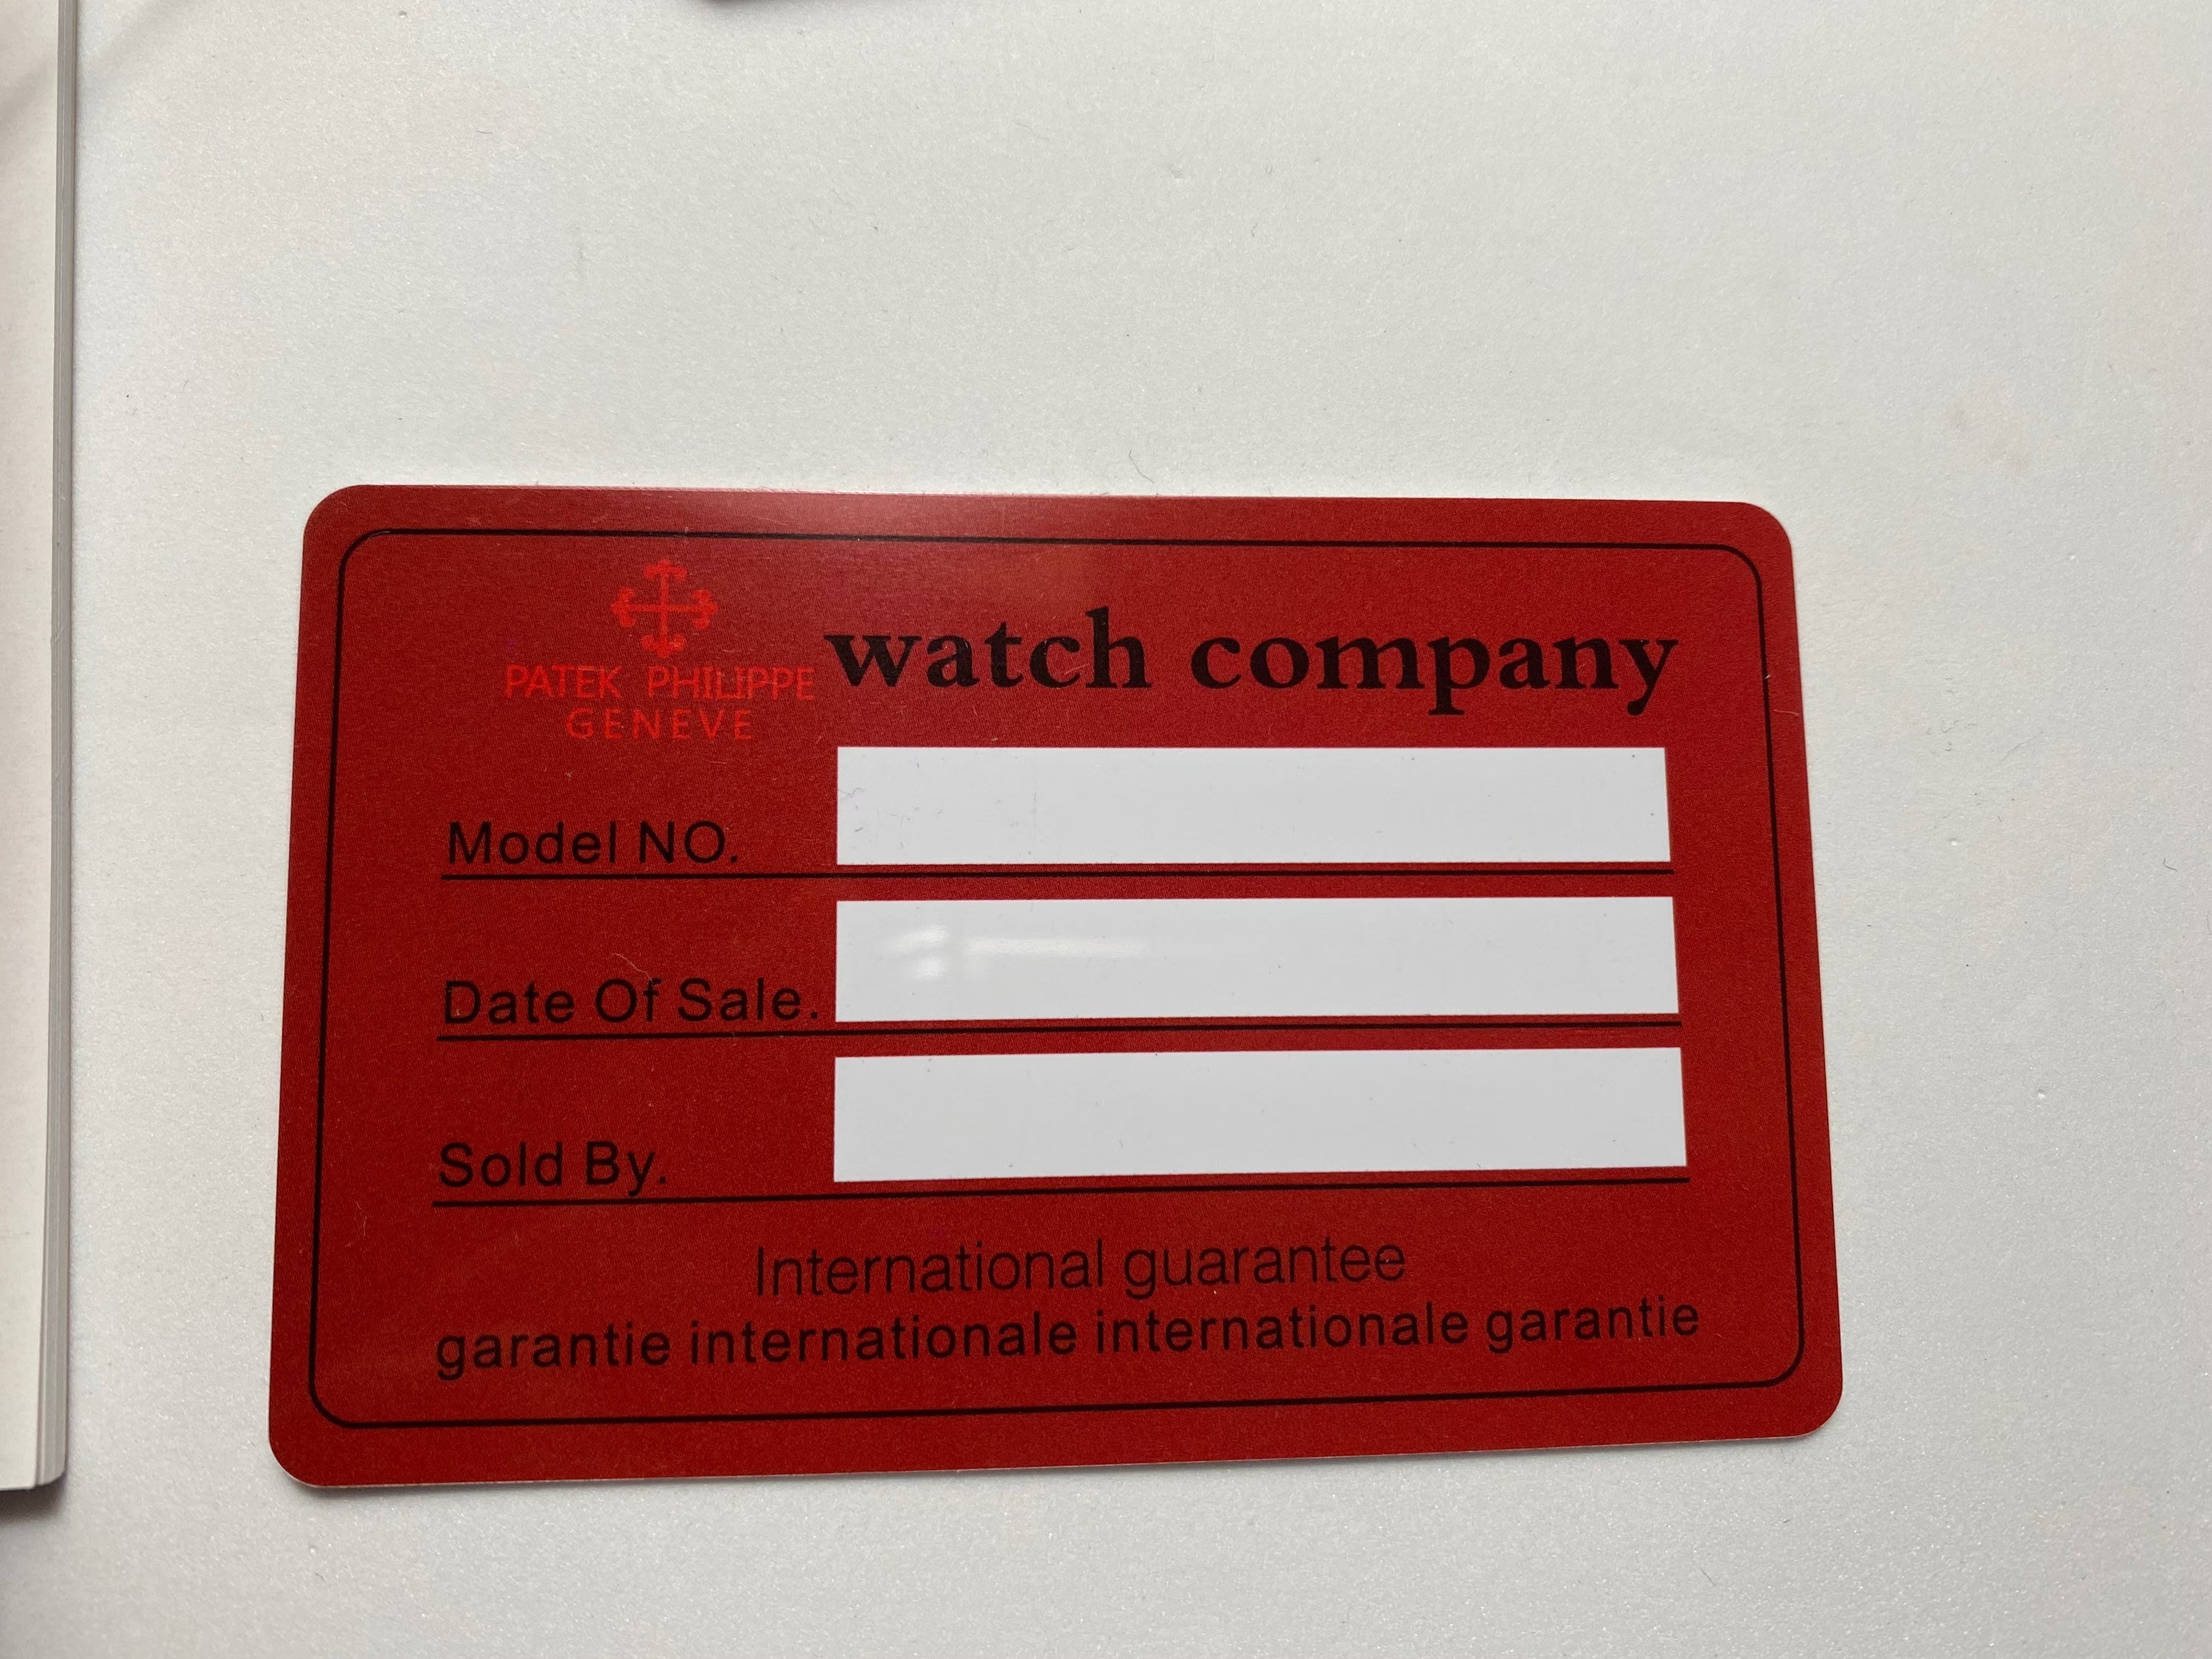 PATEK PHILIPPE
GENEVE
watch company
Model NO.
Date Of Sale.
Sold By.
International guarantee
garantie internationale internationale garantie